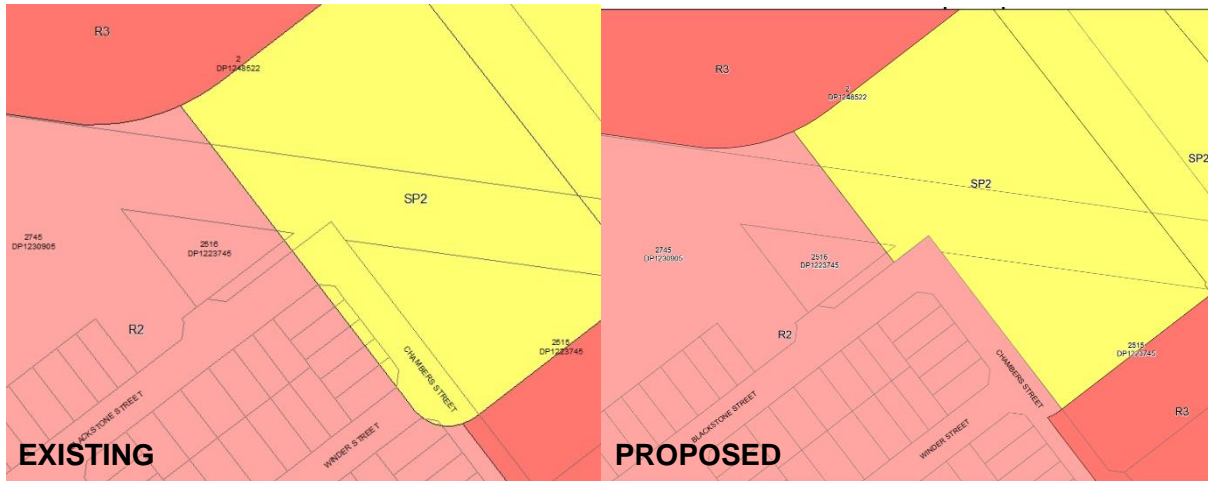 R3
2
DP1248522
SP2
2745
DP1230905
2516
DP1223745
R2
2515
DP1223745
CHAMBERS STREET
BLACKSTONE STREET
WINDER STREET
EXISTING
R3
2
DP1248522
SP2
SP2
2745
DP1230905
2516
DP1223745
R2
2515
DP1223745
CHAMBERS STREET
R3
BLACKSTONE STREET
WINDER STREET
PROPOSED